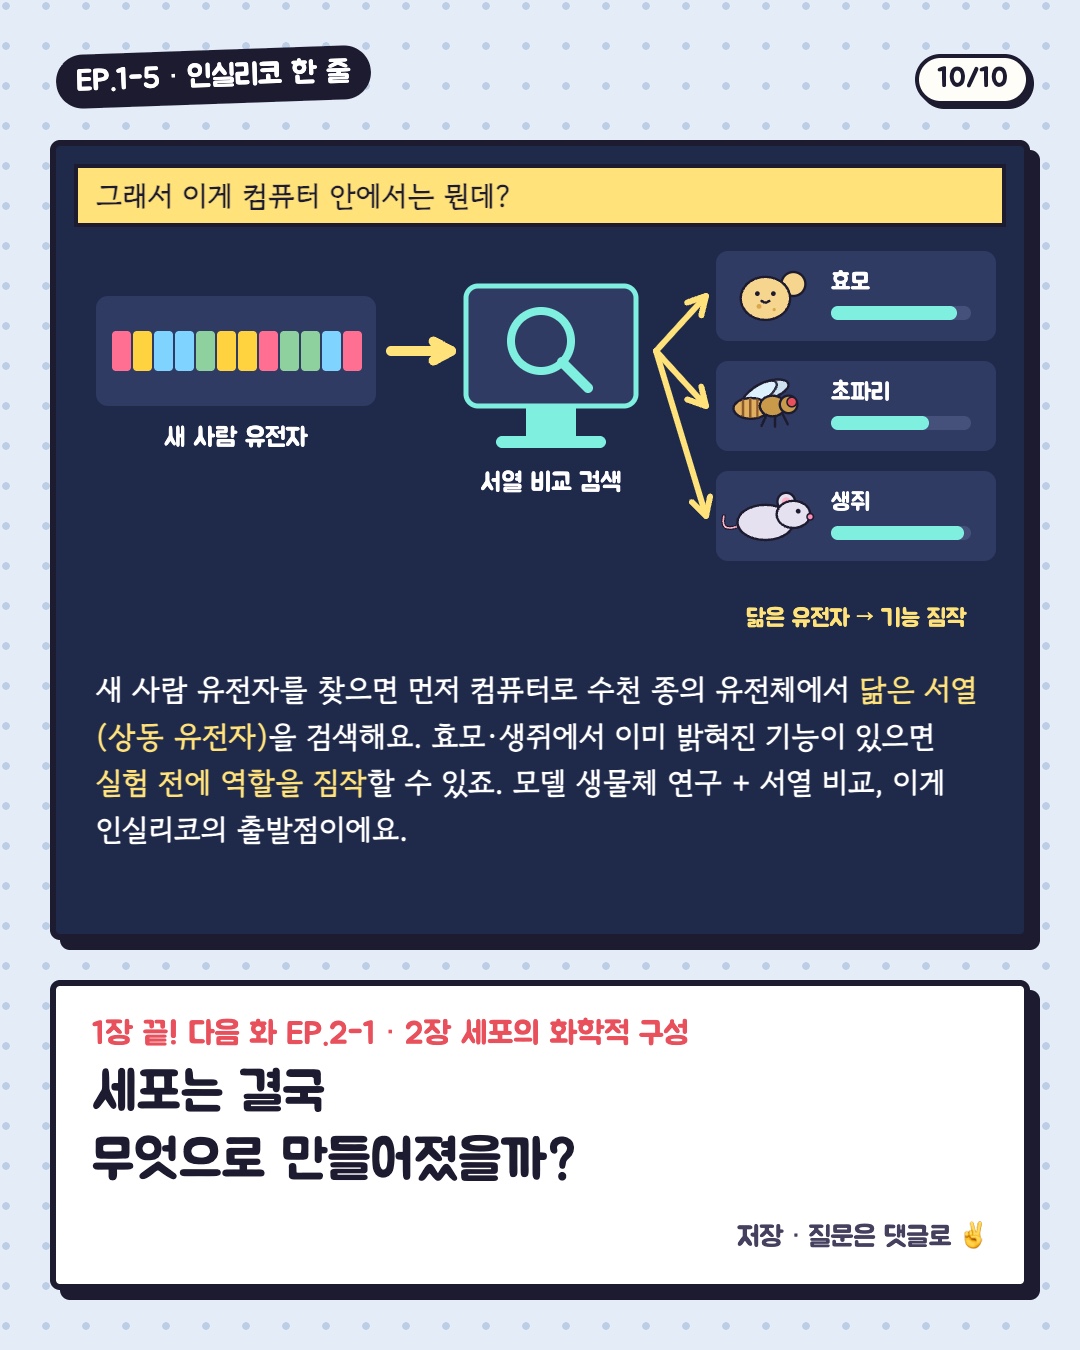 EP.1-5 · 인실리코 한 줄
10/10
그래서 이게 컴퓨터 안에서는 뭔데?
새 사람 유전자
서열 비교 검색
효모
초파리
생쥐
닮은 유전자 → 기능 짐작
새 사람 유전자를 찾으면 먼저 컴퓨터로 수천 종의 유전체에서 닮은 서열
(상동 유전자)을 검색해요. 효모·생쥐에서 이미 밝혀진 기능이 있으면
실험 전에 역할을 짐작할 수 있죠. 모델 생물체 연구 + 서열 비교, 이게
인실리코의 출발점이에요.
1장 끝! 다음 화 EP.2-1 · 2장 세포의 화학적 구성
세포는 결국
무엇으로 만들어졌을까?
저장 · 질문은 댓글로 ✌️